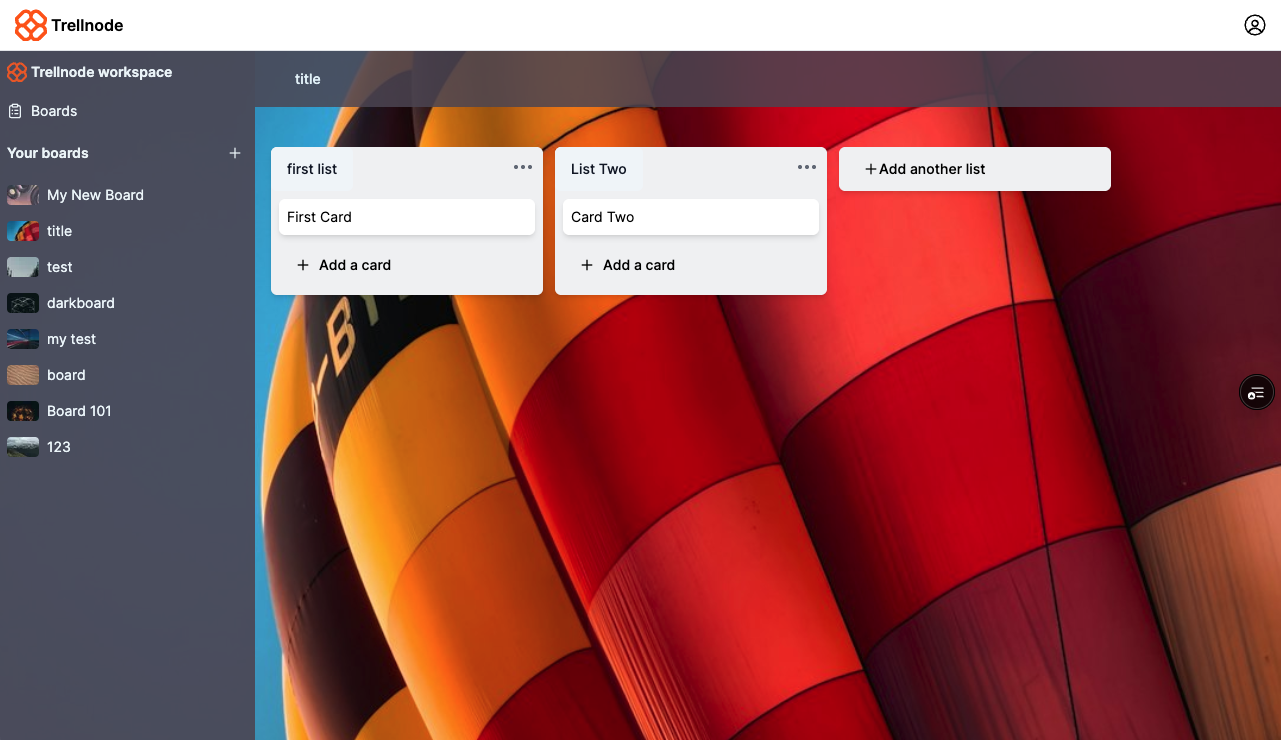 Trellnode
Trellnode workspace
Boards
Your boards
My New Board
title
test
darkboard
my test
board
Board 101
123
title
first list
First Card
Add a card
List Two
Card Two
Add a card
Add another list